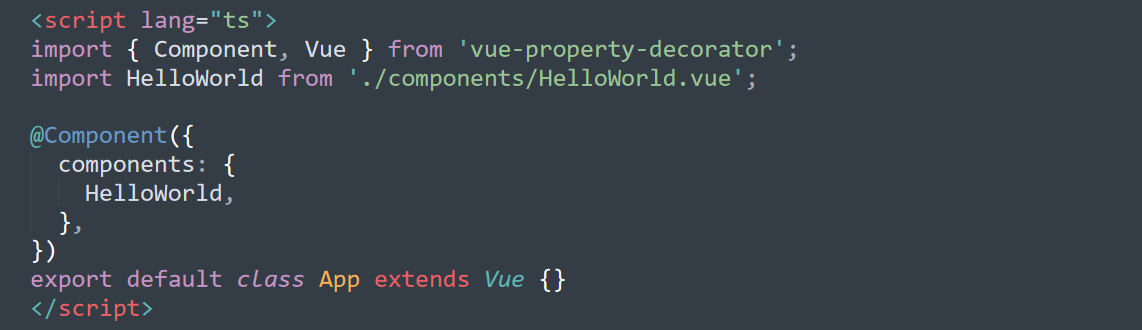 <script lang="ts">
import { Component, Vue } from 'vue-property-decorator';
import HelloWorld from './components/HelloWorld.vue';

@Component({
  components: {
    HelloWorld,
  },
})
export default class App extends Vue {}
</script>